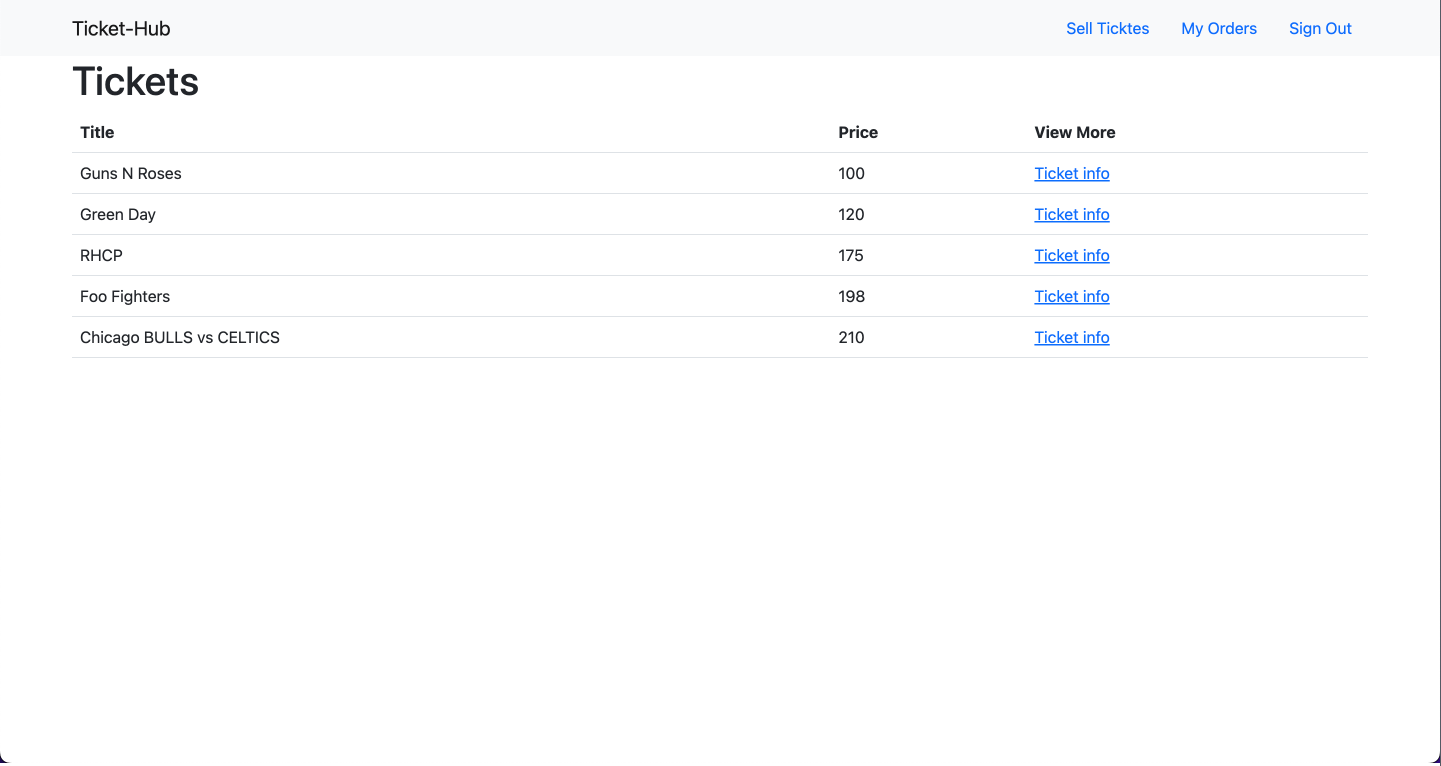 Ticket-Hub Sell Ticktes My Orders Sign Out
Tickets
Title Price View More
Guns N Roses 100 Ticket info
Green Day 120 Ticket info
RHCP 175 Ticket info
Foo Fighters 198 Ticket info
Chicago BULLS vs CELTICS 210 Ticket info